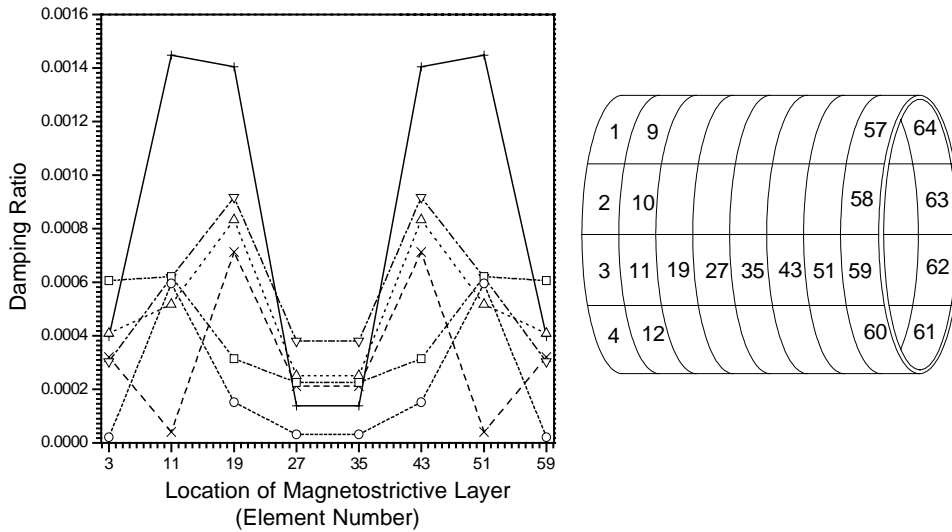 0.0016
0.0014
0.0012
0.0010
0.0008
0.0006
0.0004
0.0002
0.0000
Damping Ratio
3 11 19 27 35 43 51 59
Location of Magnetostrictive Layer
(Element Number)
1 9 57 64
2 10 58 63
3 11 19 27 35 43 51 59 62
4 12 60 61